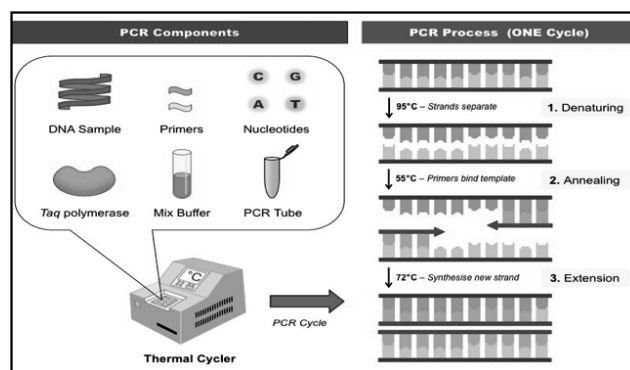 PCR Components
C G
A T
DNA Sample Primers Nucleotides
Taq polymerase Mix Buffer PCR Tube
°C
Thermal Cycler
PCR Cycle
PCR Process (ONE Cycle)
95°C – Strands separate 1. Denaturing
55°C – Primers bind template 2. Annealing
72°C – Synthesise new strand 3. Extension